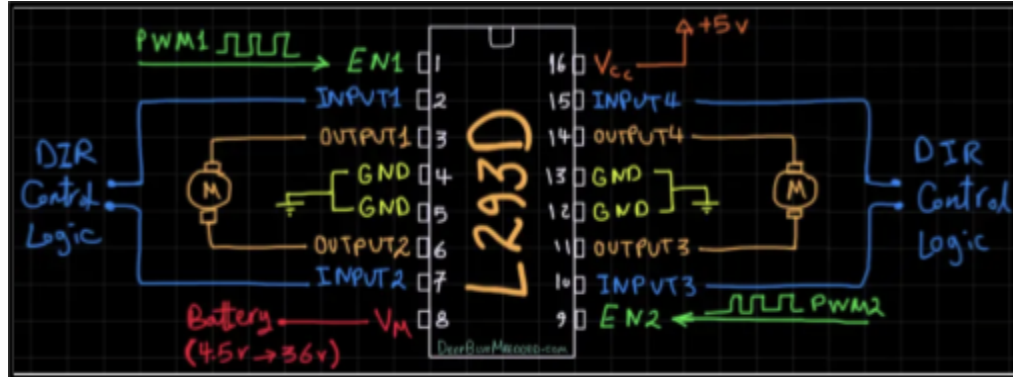 PWM1
EN1
1
INPUT1
2
OUTPUT1
3
GND
4
GND
5
OUTPUT2
6
INPUT2
7
VM
8
DIR
Control
Logic
M
Battery
(4.5v→36v)
L293D
DeepBlueMbedded.com
+5v
16
Vcc
15
INPUT4
14
OUTPUT4
13
GND
12
GND
11
OUTPUT3
10
INPUT3
9
EN2
PWM2
M
DIR
Control
Logic